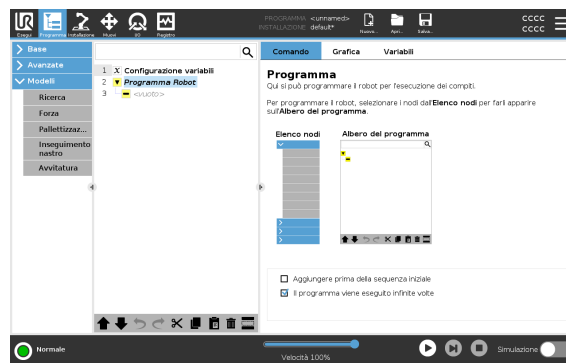 PROGRAMMA <unnamed>
INSTALLAZIONE default*
Esegui Programma Installazione Muovi I/O Registro
Nuovo... Apri... Salva...
CCCC
CCCC
Base
Avanzate
Modelli
Ricerca
Forza
Pallettizzaz...
Inseguimento
nastro
Avvitatura
1 X Configurazione variabili
2 Programma Robot
3 <vuoto>
Comando Grafica Variabili
Programma
Qui si può programmare il robot per l'esecuzione dei compiti.
Per programmare il robot, selezionare i nodi dall'Elenco nodi per farli apparire
sull'Albero del programma.
Elenco nodi Albero del programma
Aggiungere prima della sequenza iniziale
Il programma viene eseguito infinite volte
Normale
Velocità 100%
Simulazione